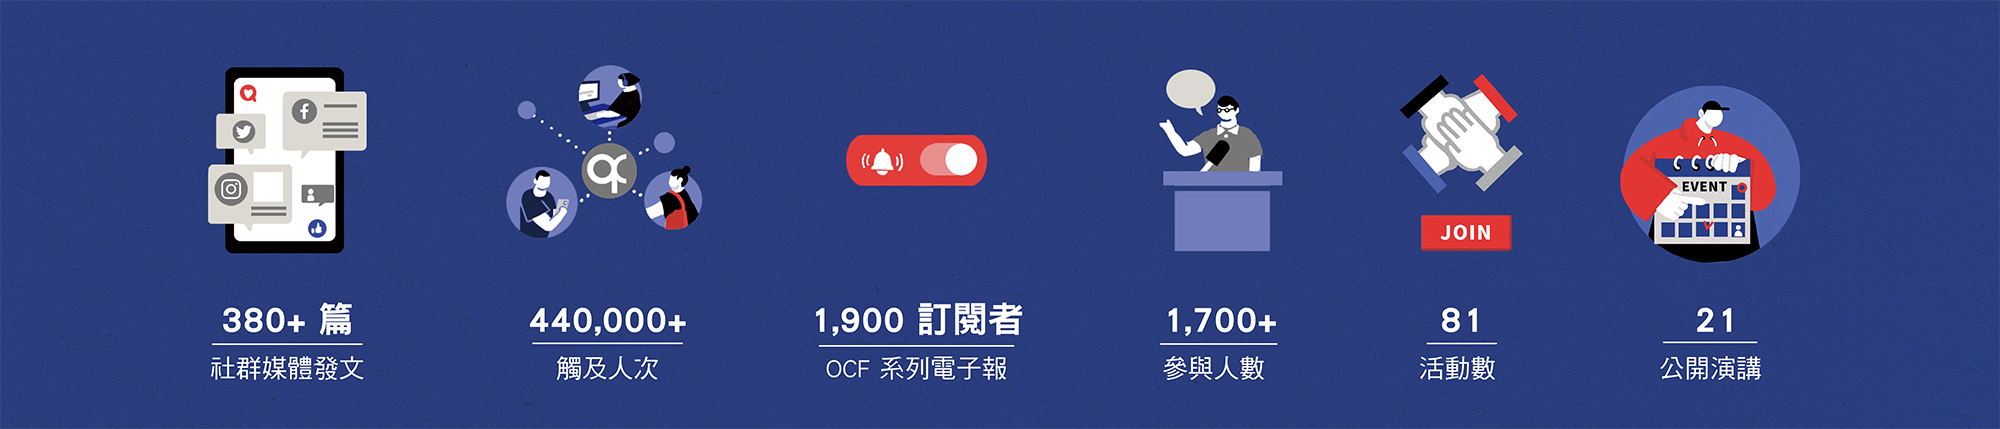 EVENT
JOIN
380+ 篇
社群媒體發文
440,000+
觸及人次
1,900 訂閱者
OCF 系列電子報
1,700+
參與人數
81
活動數
21
公開演講